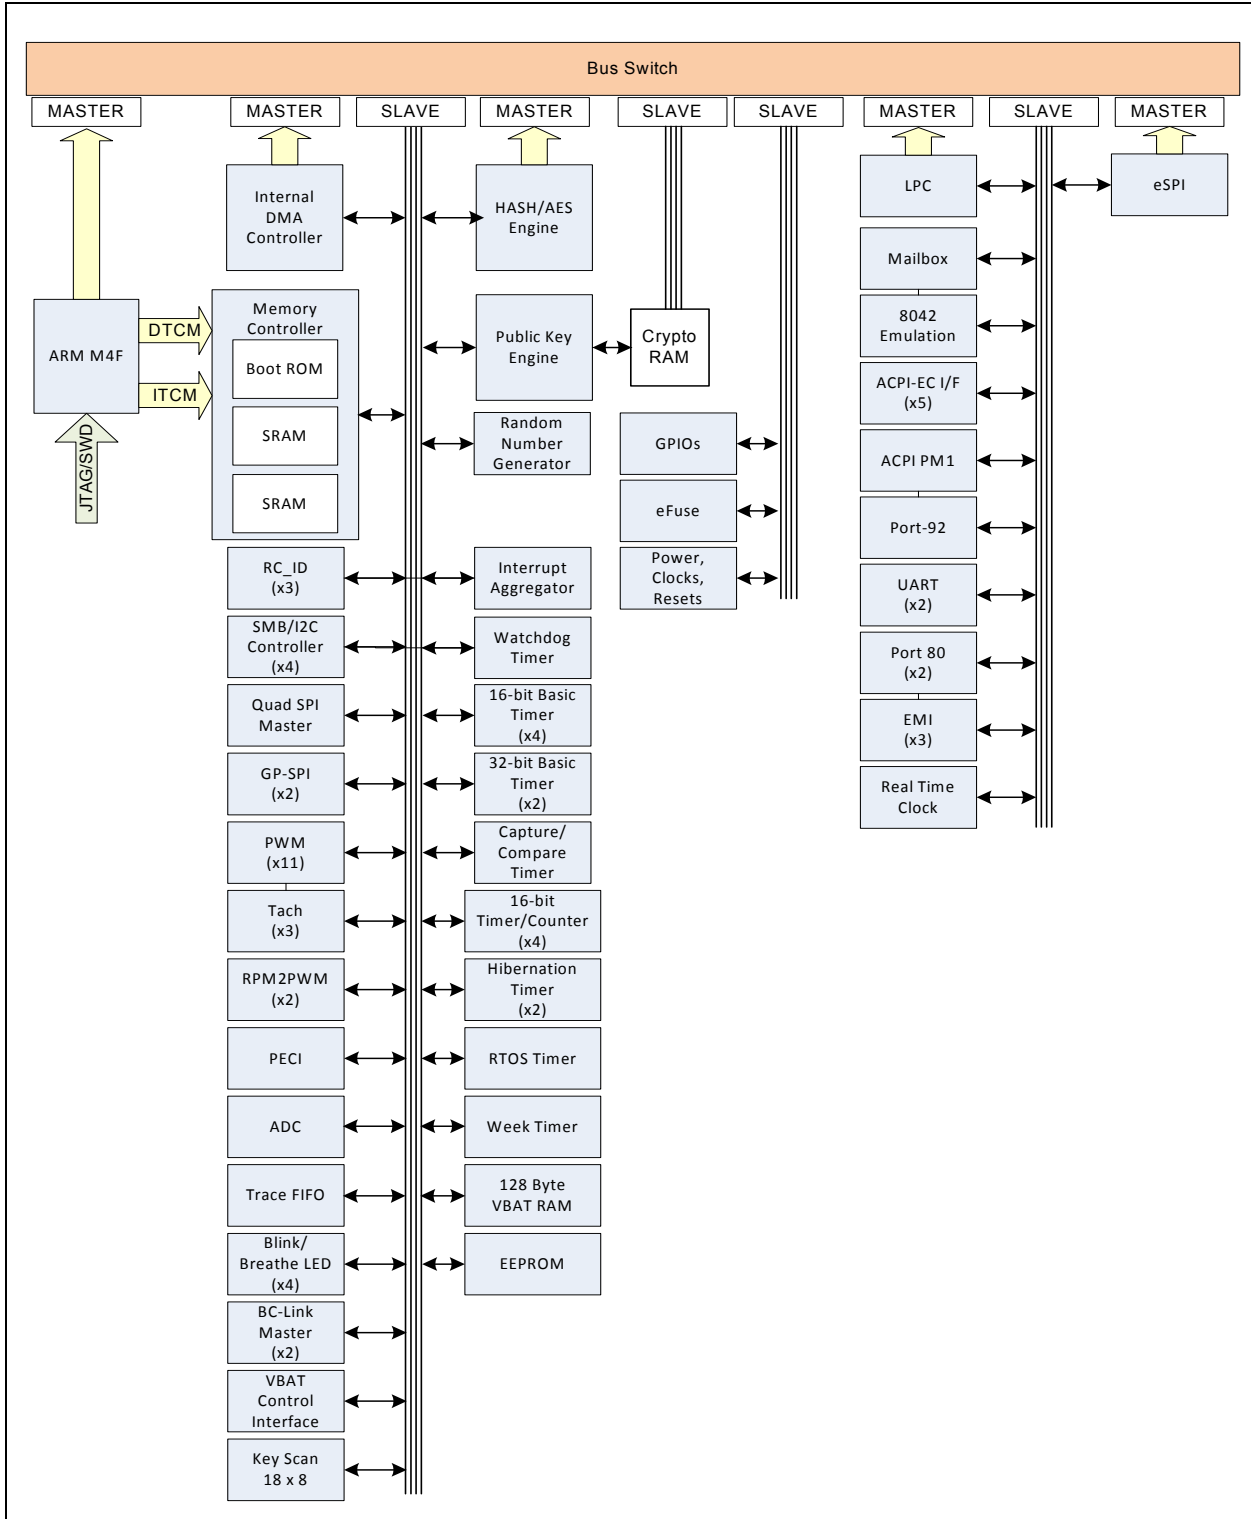 Bus Switch
MASTER
MASTER
SLAVE
MASTER
SLAVE
SLAVE
MASTER
SLAVE
MASTER
Internal
DMA
Controller
HASH/AES
Engine
LPC
eSPI
Mailbox
ARM M4F
DTCM
ITCM
JTAG/SWD
Memory
Controller
Boot ROM
SRAM
SRAM
Public Key
Engine
Crypto
RAM
8042
Emulation
ACPI-EC I/F
(x5)
Random
Number
Generator
GPIOs
ACPI PM1
eFuse
Port-92
RC_ID
(x3)
Interrupt
Aggregator
Power,
Clocks,
Resets
UART
(x2)
SMB/I2C
Controller
(x4)
Watchdog
Timer
Port 80
(x2)
Quad SPI
Master
16-bit Basic
Timer
(x4)
EMI
(x3)
GP-SPI
(x2)
32-bit Basic
Timer
(x2)
Real Time
Clock
PWM
(x11)
Capture/
Compare
Timer
Tach
(x3)
16-bit
Timer/Counter
(x4)
RPM2PWM
(x2)
Hibernation
Timer
(x2)
PECI
RTOS Timer
ADC
Week Timer
Trace FIFO
128 Byte
VBAT RAM
Blink/
Breathe LED
(x4)
EEPROM
BC-Link
Master
(x2)
VBAT
Control
Interface
Key Scan
18 x 8